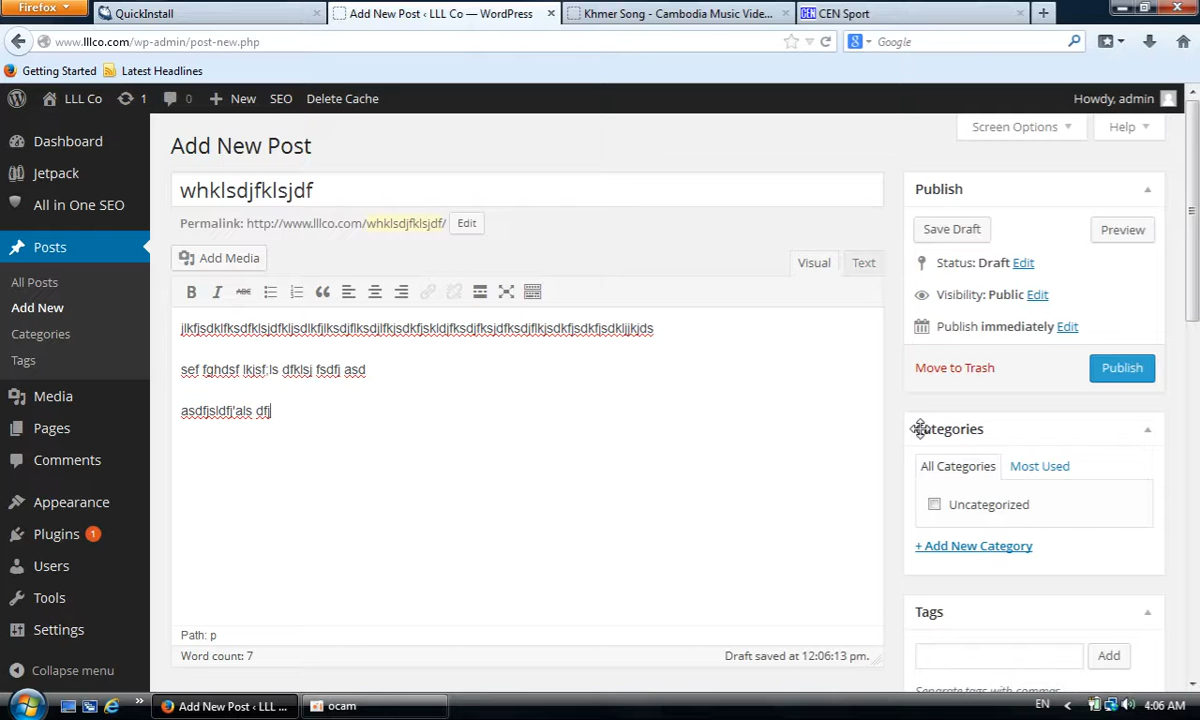 Firefox
QuickInstall
Add New Post ‹ LLL Co — WordPress
Khmer Song - Cambodia Music Vide...
CEN Sport
www.lllco.com/wp-admin/post-new.php
Google
Getting Started
Latest Headlines
LLL Co
1
0
New
SEO
Delete Cache
Howdy, admin
Dashboard
Jetpack
All in One SEO
Posts
All Posts
Add New
Categories
Tags
Media
Pages
Comments
Appearance
Plugins 1
Users
Tools
Settings
Collapse menu
Screen Options
Help
Add New Post
whklsdjfklsjdf
Permalink: http://www.lllco.com/whklsdjfklsjdf/ Edit
Add Media
Visual
Text
B I ABC
sef fghdsf lkjsf;ls dfklsj fsdfj asd
asdfjsldfj'als dfj
Path: p
Word count: 7
Draft saved at 12:06:13 pm.
Publish
Save Draft
Preview
Status: Draft Edit
Visibility: Public Edit
Publish immediately Edit
Move to Trash
Publish
Categories
All Categories
Most Used
Uncategorized
+ Add New Category
Tags
Add
Separate tags with commas
Add New Post ‹ LLL ...
ocam
EN
4:06 AM